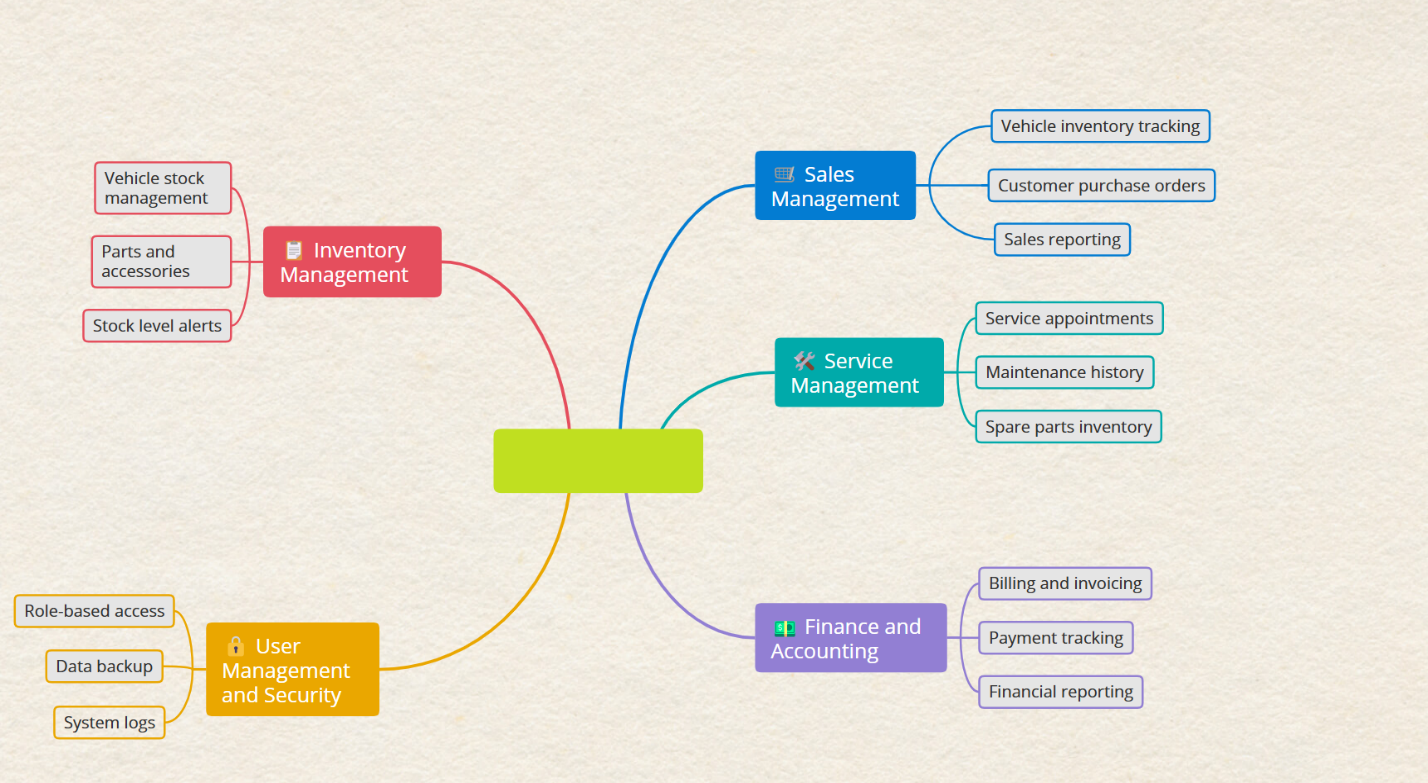 Vehicle stock
management
Parts and
accessories
Stock level alerts
Inventory
Management
Sales
Management
Vehicle inventory tracking
Customer purchase orders
Sales reporting
Service
Management
Service appointments
Maintenance history
Spare parts inventory
Role-based access
Data backup
System logs
User
Management
and Security
Finance and
Accounting
Billing and invoicing
Payment tracking
Financial reporting